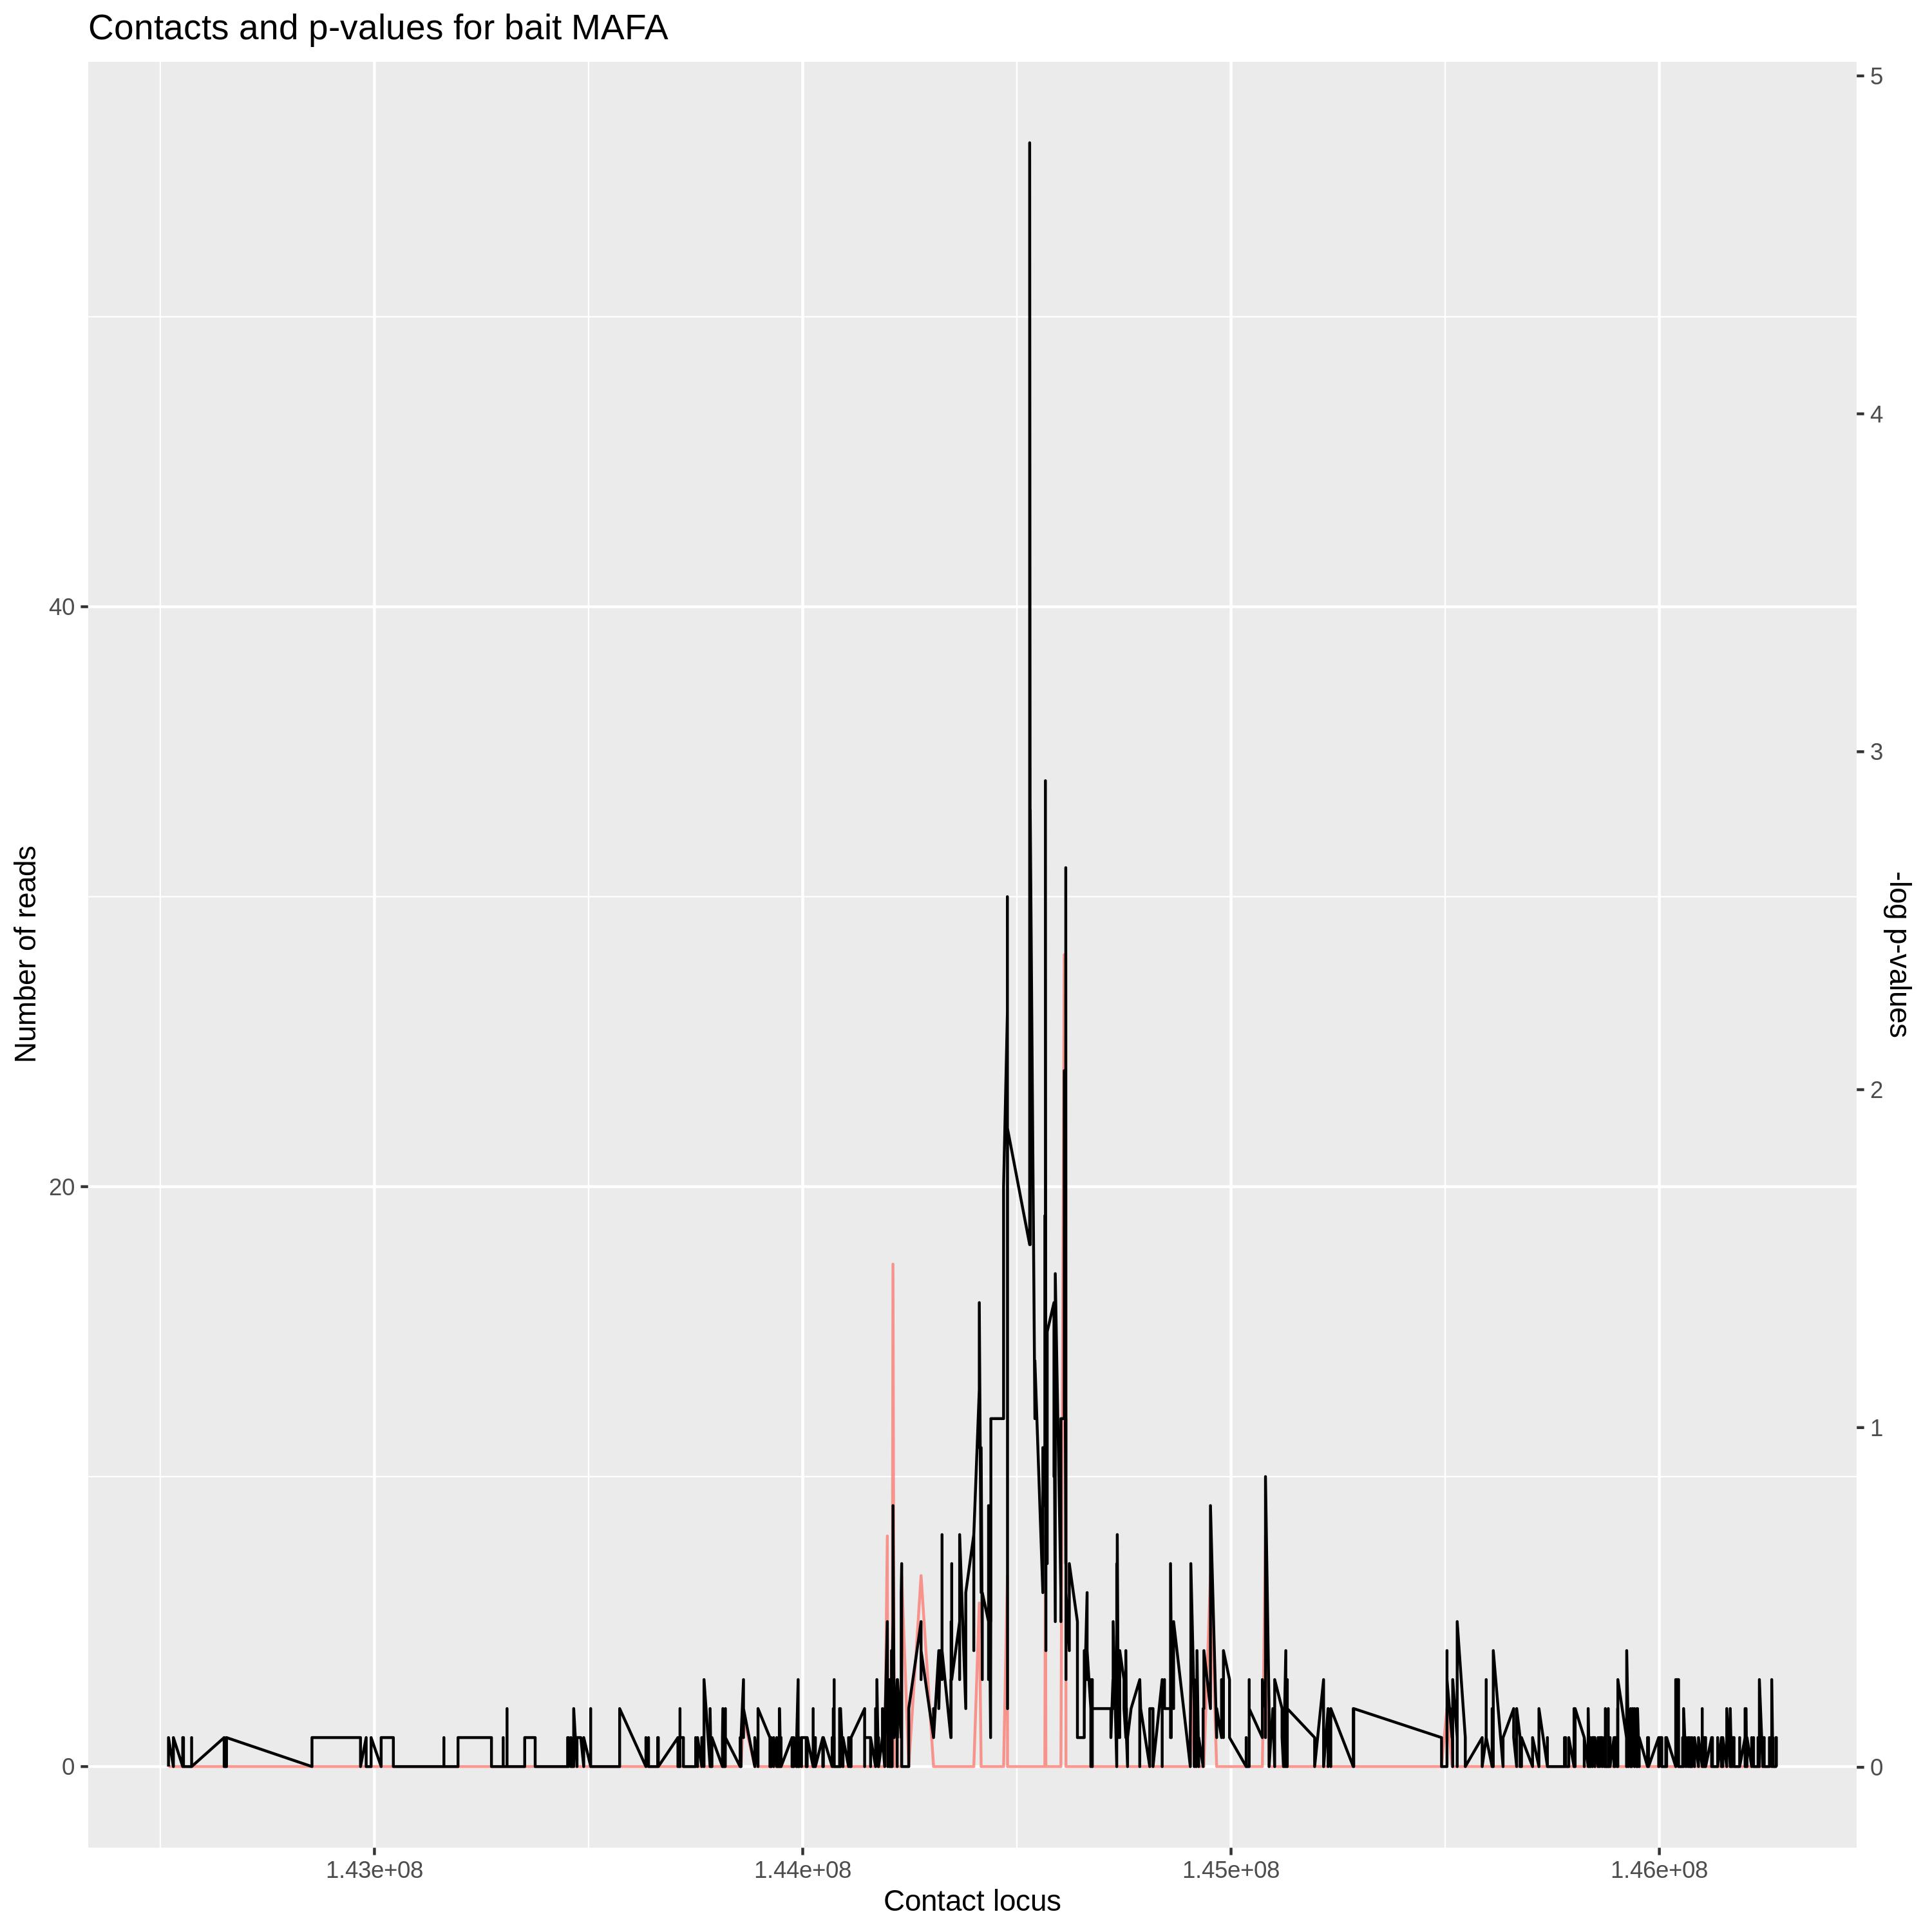 Contacts and p-values for bait MAFA
Number of reads
40
20
0
5
4
3
2
1
0
-log p-values
1.43e+08
1.44e+08
1.45e+08
1.46e+08
Contact locus